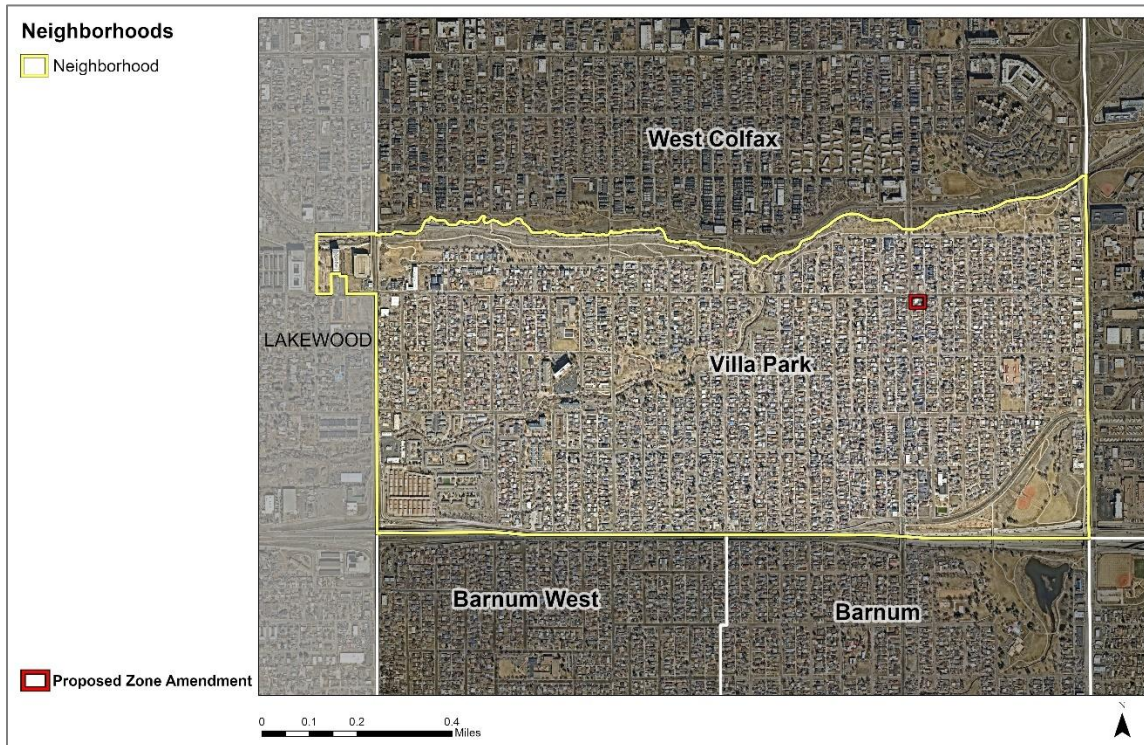 Neighborhoods
Neighborhood
West Colfax
LAKEWOOD
Villa Park
Barnum West
Barnum
Proposed Zone Amendment
0 0.1 0.2 0.4
Miles
N